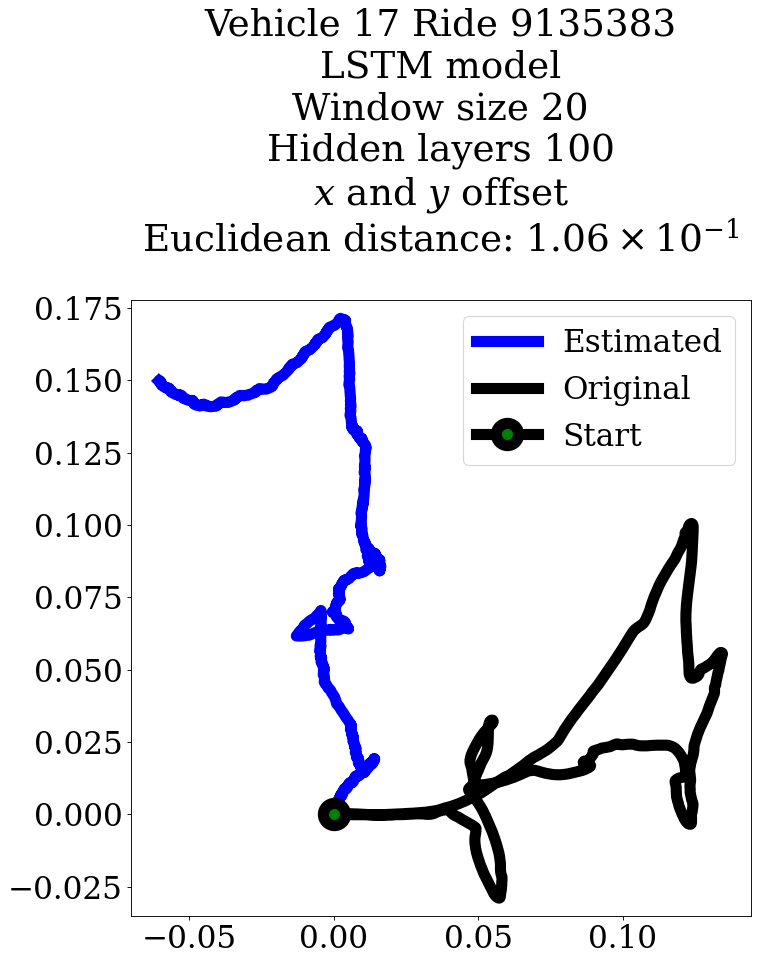 Vehicle 17 Ride 9135383
LSTM model
Window size 20
Hidden layers 100
x and y offset
Euclidean distance: 1.06 × 10⁻¹
Estimated
Original
Start
0.175
0.150
0.125
0.100
0.075
0.050
0.025
0.000
−0.025
−0.05 0.00 0.05 0.10